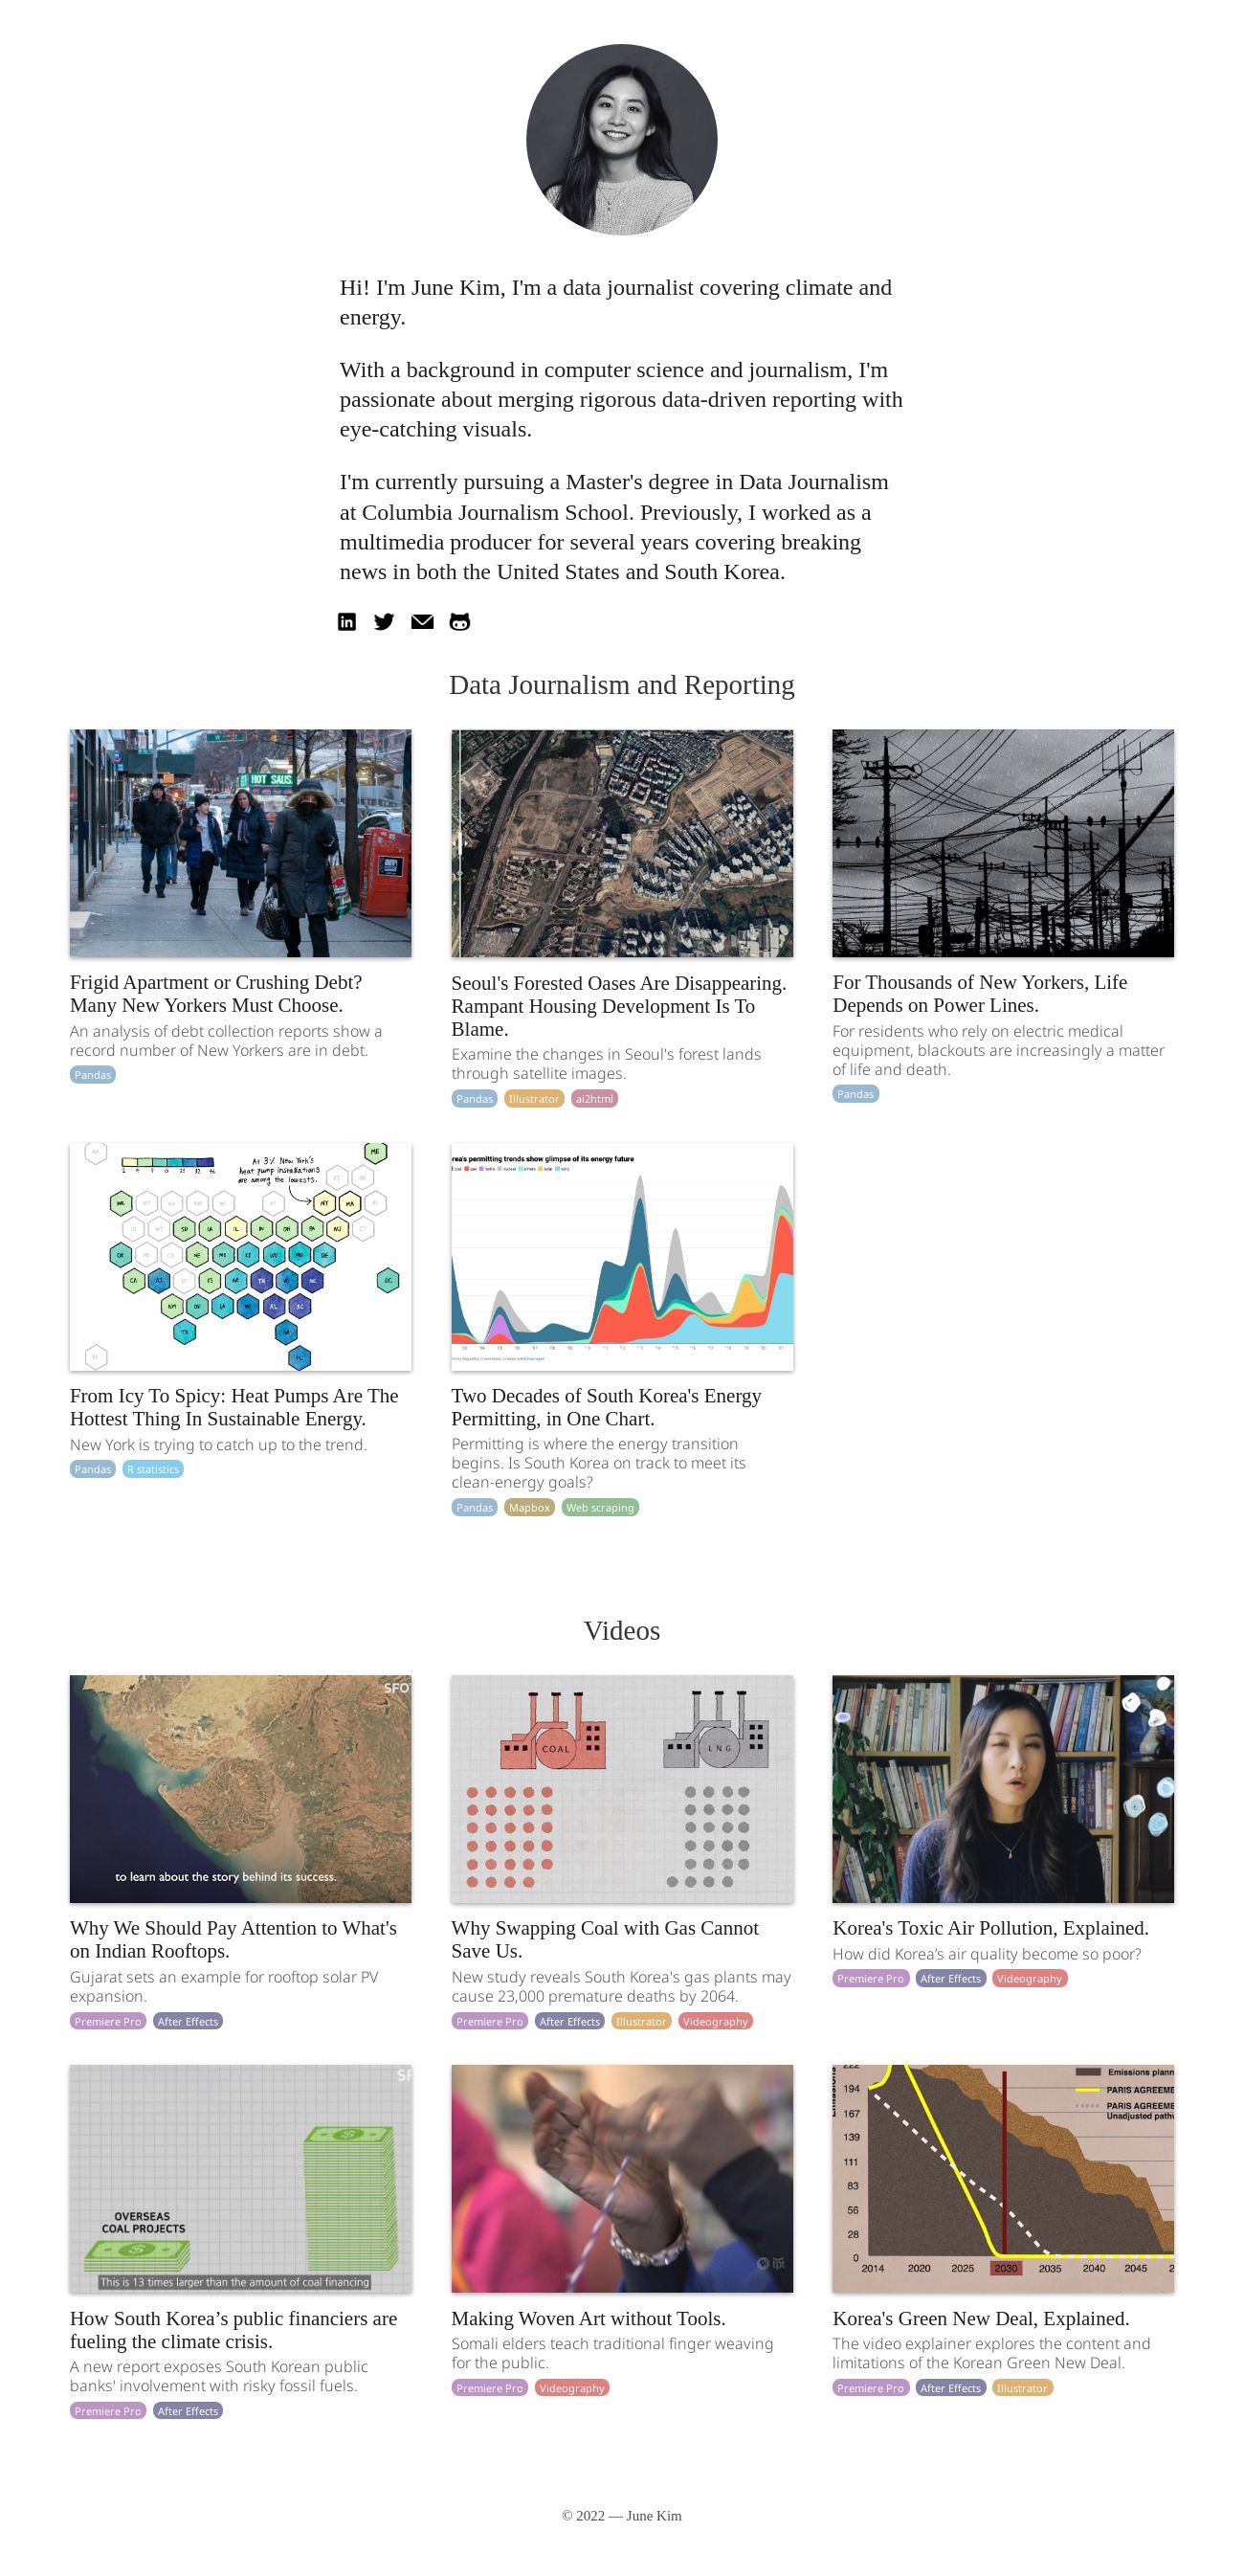 Hi! I'm June Kim, I'm a data journalist covering climate and
energy.
With a background in computer science and journalism, I'm
passionate about merging rigorous data-driven reporting with
eye-catching visuals.
I'm currently pursuing a Master's degree in Data Journalism
at Columbia Journalism School. Previously, I worked as a
multimedia producer for several years covering breaking
news in both the United States and South Korea.
Data Journalism and Reporting
HOT SAUS
Frigid Apartment or Crushing Debt?
Many New Yorkers Must Choose.
An analysis of debt collection reports show a
record number of New Yorkers are in debt.
Pandas
Seoul's Forested Oases Are Disappearing.
Rampant Housing Development Is To
Blame.
Examine the changes in Seoul's forest lands
through satellite images.
Pandas Illustrator ai2html
For Thousands of New Yorkers, Life
Depends on Power Lines.
For residents who rely on electric medical
equipment, blackouts are increasingly a matter
of life and death.
Pandas
At 3% New York's
heat pump installations
are among the lowests.
ME
NY MA
From Icy To Spicy: Heat Pumps Are The
Hottest Thing In Sustainable Energy.
New York is trying to catch up to the trend.
Pandas R statistics
rea's permitting trends show glimpse of its energy future
Two Decades of South Korea's Energy
Permitting, in One Chart.
Permitting is where the energy transition
begins. Is South Korea on track to meet its
clean-energy goals?
Pandas Mapbox Web scraping
Videos
SFO
to learn about the story behind its success.
Why We Should Pay Attention to What's
on Indian Rooftops.
Gujarat sets an example for rooftop solar PV
expansion.
Premiere Pro After Effects
COAL LNG
Why Swapping Coal with Gas Cannot
Save Us.
New study reveals South Korea's gas plants may
cause 23,000 premature deaths by 2064.
Premiere Pro After Effects Illustrator Videography
Korea's Toxic Air Pollution, Explained.
How did Korea’s air quality become so poor?
Premiere Pro After Effects Videography
OVERSEAS
COAL PROJECTS
This is 13 times larger than the amount of coal financing
How South Korea’s public financiers are
fueling the climate crisis.
A new report exposes South Korean public
banks' involvement with risky fossil fuels.
Premiere Pro After Effects
Making Woven Art without Tools.
Somali elders teach traditional finger weaving
for the public.
Premiere Pro Videography
Emissions plann
PARIS AGREEME
PARIS AGREEME
Unadjusted pathw
222
194
167
139
111
83
56
28
0
2014 2020 2025 2030 2035 2040 2045 2
Korea's Green New Deal, Explained.
The video explainer explores the content and
limitations of the Korean Green New Deal.
Premiere Pro After Effects Illustrator
© 2022 — June Kim